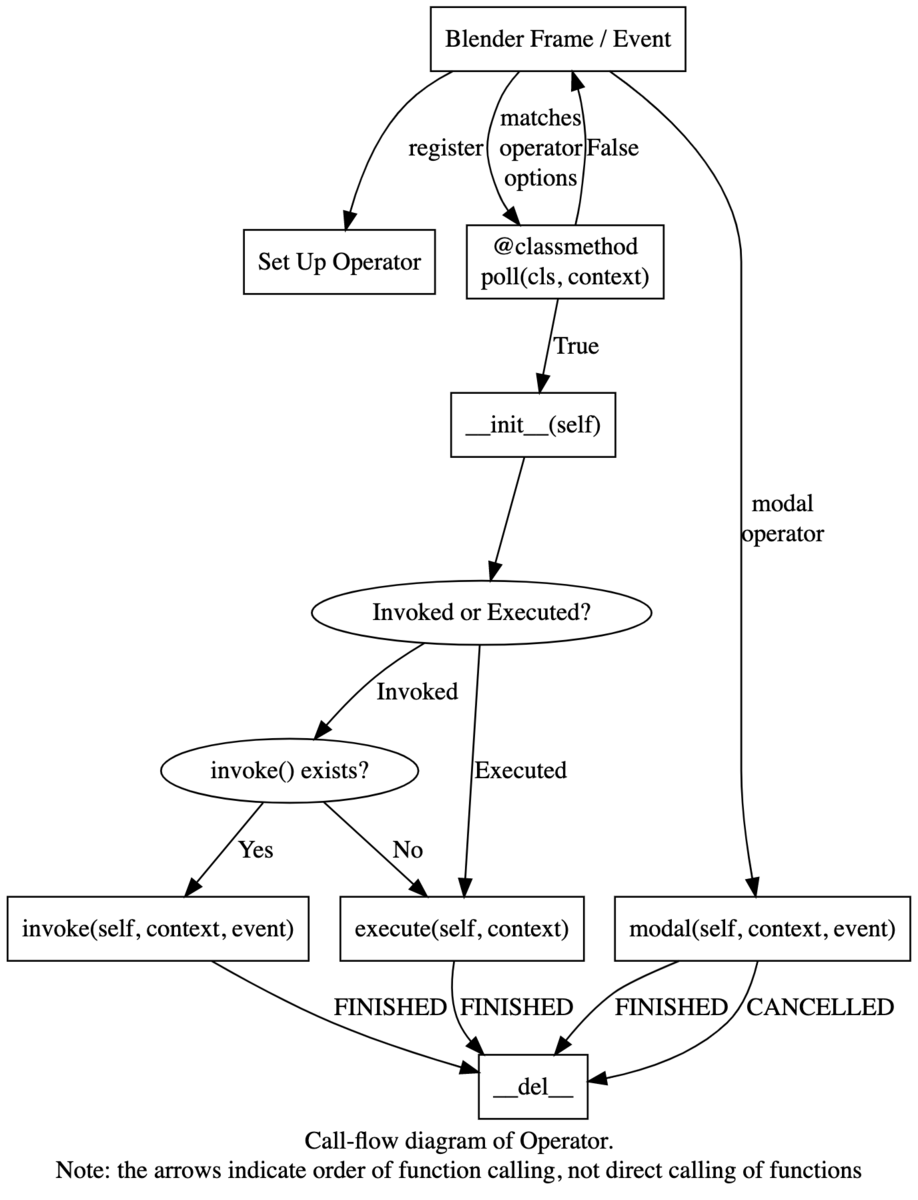 Blender Frame / Event
matches
register
operator
False
options
@classmethod
Set Up Operator
poll(cls, context)
True
__init__(self)
modal
operator
Invoked or Executed?
Invoked
invoke() exists?
Executed
Yes
No
invoke(self, context, event)
execute(self, context)
modal(self, context, event)
FINISHED
FINISHED
FINISHED
CANCELLED
__del__
Call-flow diagram of Operator.
Note: the arrows indicate order of function calling, not direct calling of functions